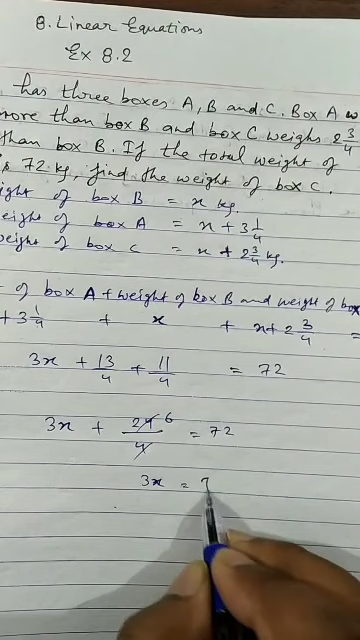 8. Linear Equations
Ex 8.2
has three boxes A, B and C. Box A w
more than box B and box C weighs 2 3/4
than box B. If the total weight of
72 kg, find the weight of box C.
ight of box B = x kg.
eight of box A = x + 3 1/4
weight of box C = x + 2 3/4 kg.
of box A + weight of box B and weight of box
+ 3 1/4 + x + x + 2 3/4 =
3x + 13/4 + 11/4 = 72
3x + 24/4 6 = 72
3x = 7